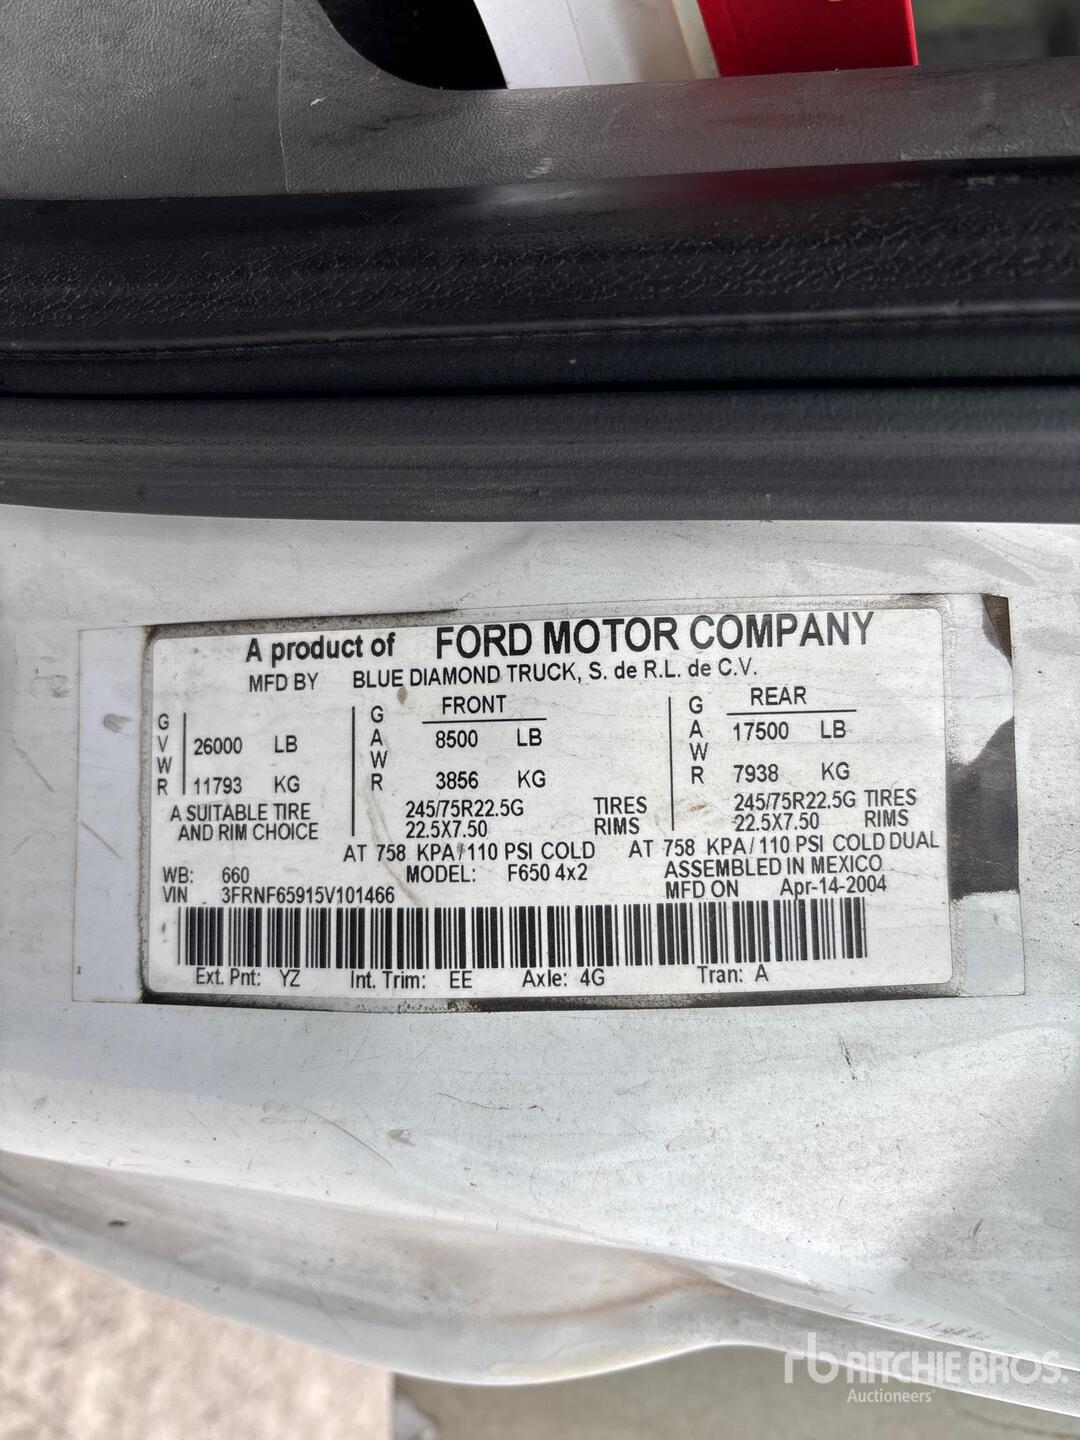 A product of FORD MOTOR COMPANY
MFD BY BLUE DIAMOND TRUCK, S. de R.L. de C.V.
GVWR 26000 LB
11793 KG
A SUITABLE TIRE
AND RIM CHOICE
GAWR FRONT
8500 LB
3856 KG
245/75R22.5G TIRES
22.5X7.50 RIMS
AT 758 KPA/110 PSI COLD
GAWR REAR
17500 LB
7938 KG
245/75R22.5G TIRES
22.5X7.50 RIMS
AT 758 KPA/110 PSI COLD DUAL
WB: 660 MODEL: F650 4x2 ASSEMBLED IN MEXICO
VIN 3FRNF65915V101466 MFD ON Apr-14-2004
Ext. Pnt: YZ Int. Trim: EE Axle: 4G Tran: A
rb RITCHIE BROS.
Auctioneers